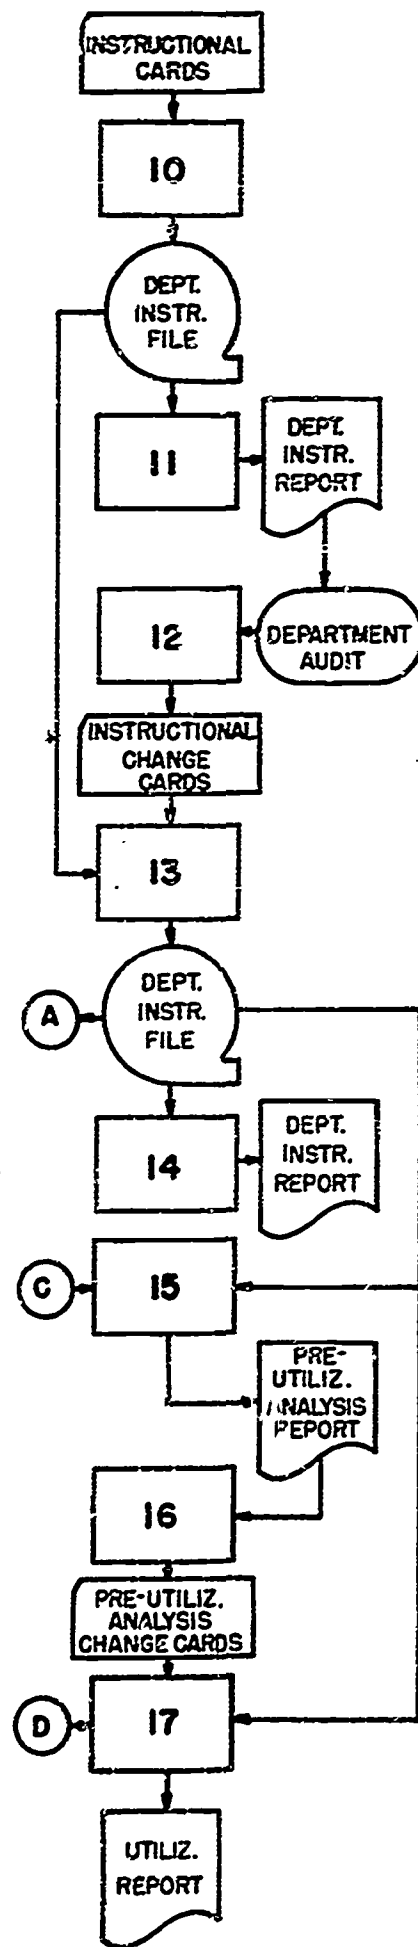 INSTRUCTIONAL
CARDS
10
DEPT.
INSTR.
FILE
11
DEPT.
INSTR.
REPORT
12
DEPARTMENT
AUDIT
INSTRUCTIONAL
CHANGE
CARDS
13
DEPT.
INSTR.
FILE
A
14
DEPT.
INSTR.
REPORT
C
15
PRE-
UTILIZ.
ANALYSIS
REPORT
16
PRE-UTILIZ.
ANALYSIS
CHANGE CARDS
D
17
UTILIZ.
REPORT